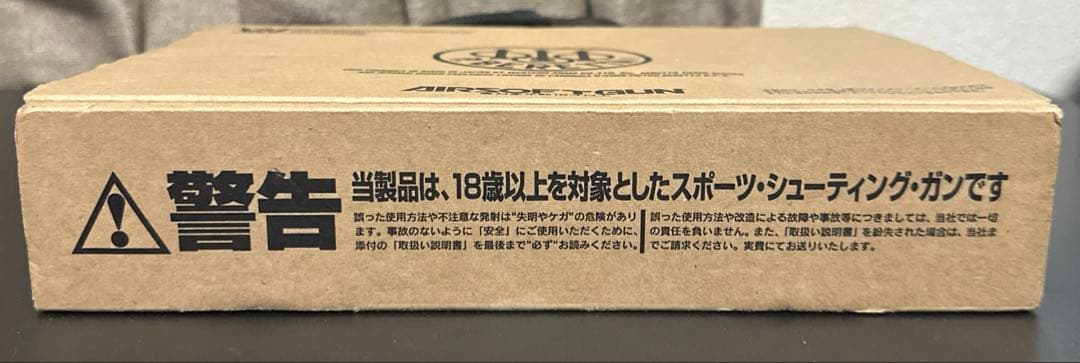 AIRSOFTGUN
警告
当製品は、18歳以上を対象としたスポーツ・シューティング・ガンです
誤った使用方法や不注意な発射は"失明やケガ"の危険があり
ます。事故のないように「安全」にご使用いただくために、
添付の「取扱い説明書」を最後まで"必ず"お読みください。
誤った使用方法や改造による故障や事故等につきましては、当社では一切
の責任を負いません。また、「取扱い説明書」を紛失された場合は、当社ま
でご請求ください。実費にてお送りいたします。